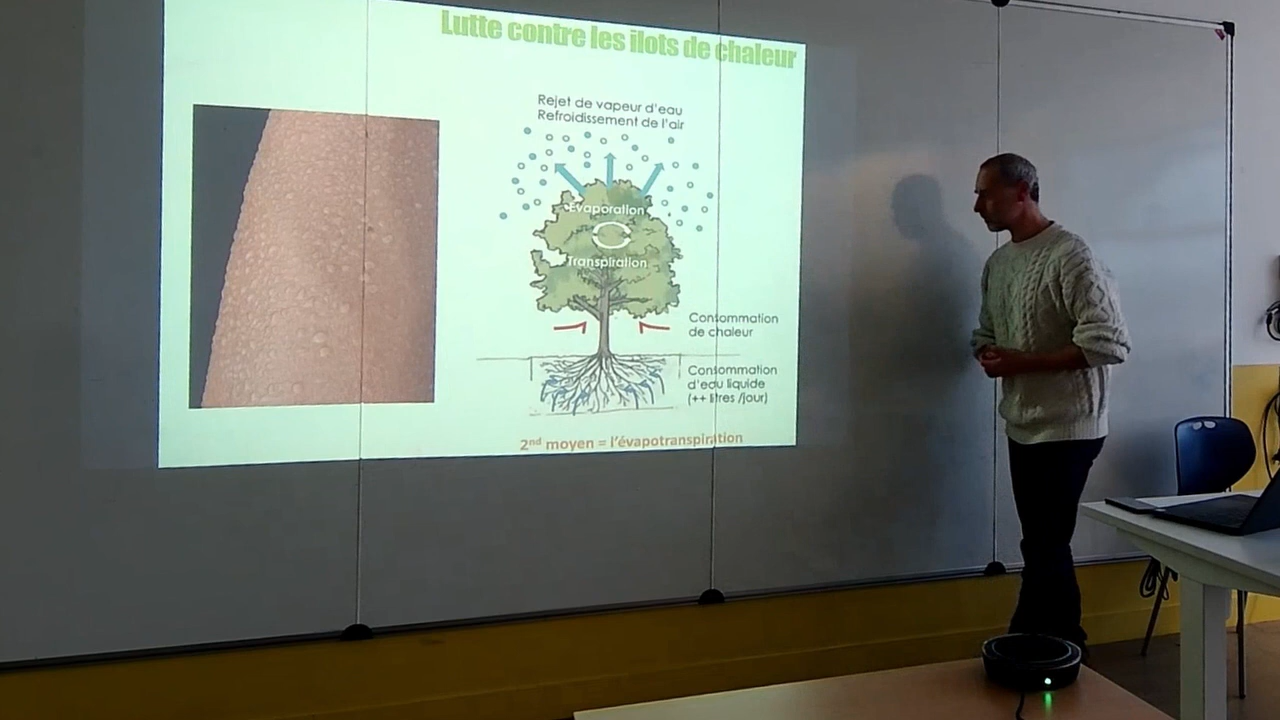 Lutte contre les ilots de chaleur
Rejet de vapeur d'eau
Refroidissement de l'air
Evaporation
Transpiration
Consommation
de chaleur
Consommation
d'eau liquide
(++ litres /jour)
2nd moyen = l'évapotranspiration